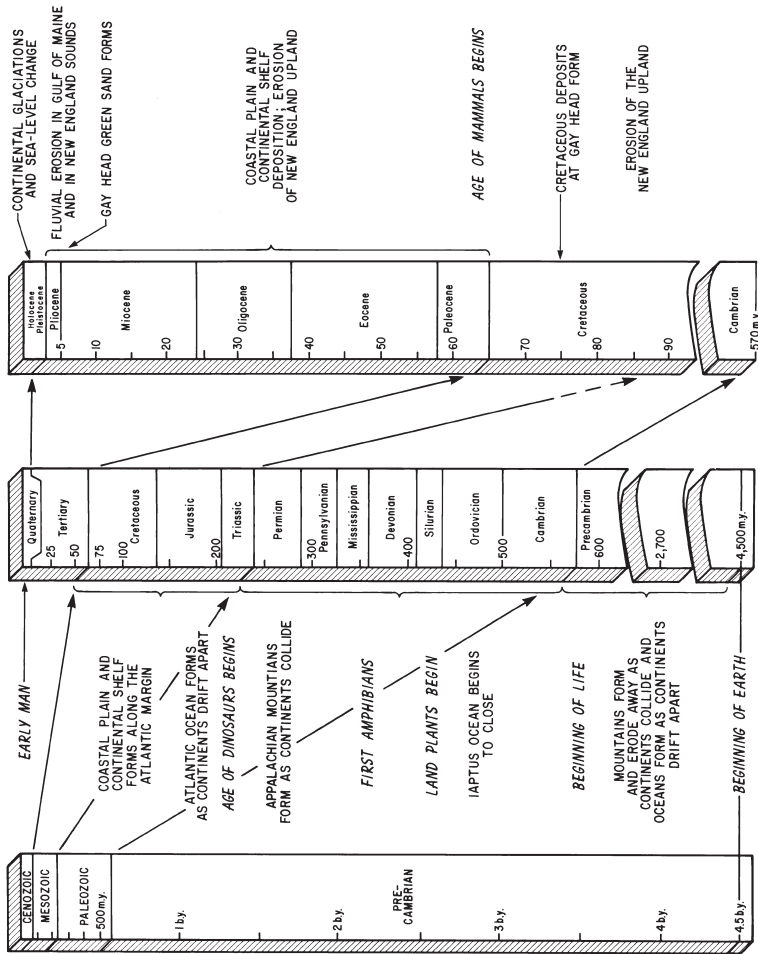 CENOZOIC
MESOZOIC
PALEOZOIC
500m.y.
1 b.y.
PRE-
CAMBRIAN
2 b.y.
3 b.y.
4 b.y.
4.5 b.y.
EARLY MAN
COASTAL PLAIN AND
CONTINENTAL SHELF
FORMS ALONG THE
ATLANTIC MARGIN
ATLANTIC OCEAN FORMS
AS CONTINENTS DRIFT APART
AGE OF DINOSAURS BEGINS
APPALACHIAN MOUNTIANS
FORM AS CONTINENTS COLLIDE
FIRST AMPHIBIANS
LAND PLANTS BEGIN
IAPTUS OCEAN BEGINS
TO CLOSE
BEGINNING OF LIFE
MOUNTAINS FORM
AND ERODE AWAY AS
CONTINENTS COLLIDE AND
OCEANS FORM AS CONTINENTS
DRIFT APART
BEGINNING OF EARTH
Quaternary
25
Tertiary
50
75
100
Cretaceous
Jurassic
200
Triassic
Permian
300
Pennsylvanian
Mississippian
Devonian
400
Silurian
Ordovician
500
Cambrian
Precambrian
600
2,700
4,500m.y.
Holocene
Pleistocene
Pliocene
5
10
Miocene
20
Oligocene
30
40
Eocene
50
Paleocene
60
70
Cretaceous
80
90
Cambrian
570m.y.
CONTINENTAL GLACIATIONS
AND SEA-LEVEL CHANGE
FLUVIAL EROSION IN GULF OF MAINE
AND IN NEW ENGLAND SOUNDS
GAY HEAD GREEN SAND FORMS
COASTAL PLAIN AND
CONTINENTAL SHELF
DEPOSITION; EROSION
OF NEW ENGLAND UPLAND
AGE OF MAMMALS BEGINS
CRETACEOUS DEPOSITS
AT GAY HEAD FORM
EROSION OF THE
NEW ENGLAND UPLAND